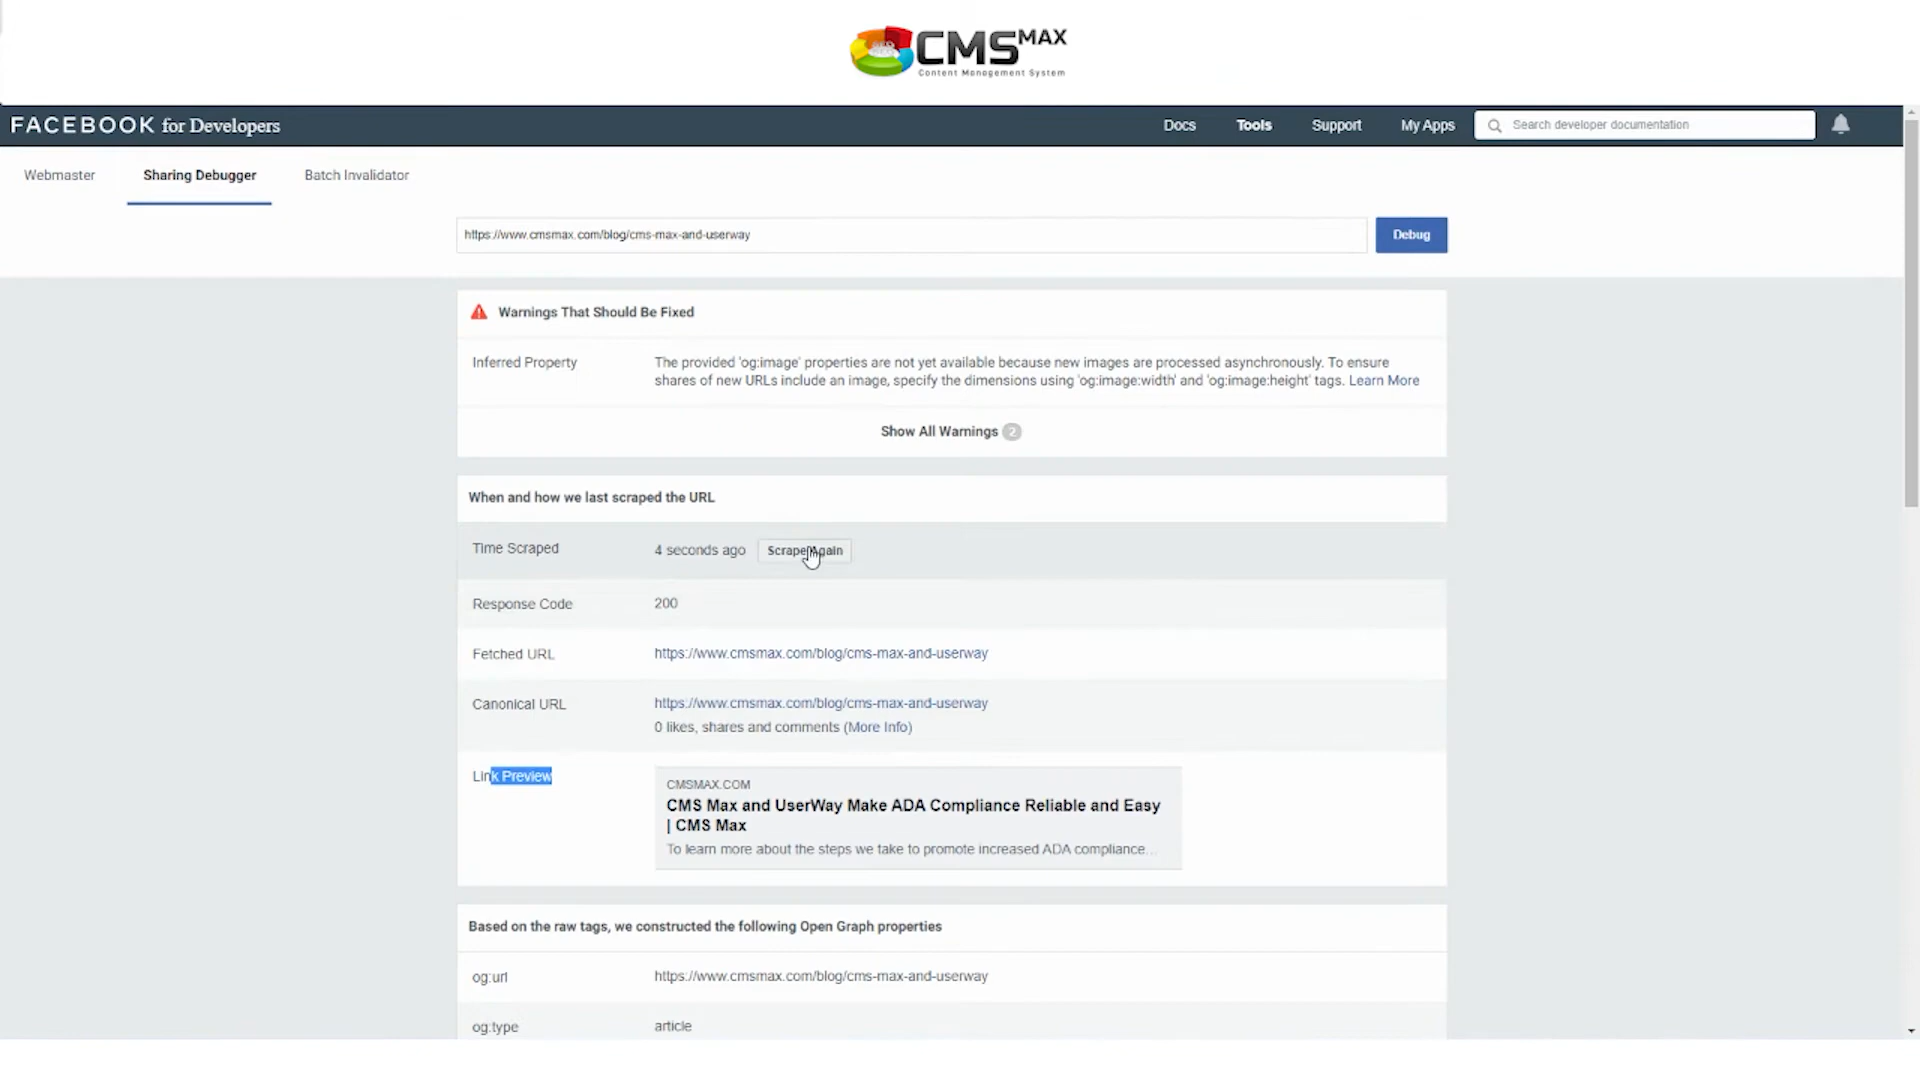 CMS MAX
Content Management System
FACEBOOK for Developers
Docs
Tools
Support
My Apps
Search developer documentation
Webmaster
Sharing Debugger
Batch Invalidator
https://www.cmsmax.com/blog/cms-max-and-userway
Debug
Warnings That Should Be Fixed
Inferred Property
The provided 'og:image' properties are not yet available because new images are processed asynchronously. To ensure
shares of new URLs include an image, specify the dimensions using 'og:image:width' and 'og:image:height' tags. Learn More
Show All Warnings 2
When and how we last scraped the URL
Time Scraped
4 seconds ago
Scrape Again
Response Code
200
Fetched URL
https://www.cmsmax.com/blog/cms-max-and-userway
Canonical URL
https://www.cmsmax.com/blog/cms-max-and-userway
0 likes, shares and comments (More Info)
Link Preview
CMSMAX.COM
CMS Max and UserWay Make ADA Compliance Reliable and Easy
| CMS Max
To learn more about the steps we take to promote increased ADA compliance...
Based on the raw tags, we constructed the following Open Graph properties
og:url
https://www.cmsmax.com/blog/cms-max-and-userway
og:type
article